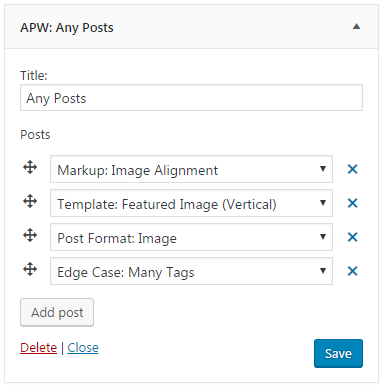 APW: Any Posts
Title:
Any Posts
Posts
Markup: Image Alignment
Template: Featured Image (Vertical)
Post Format: Image
Edge Case: Many Tags
Add post
Delete | Close
Save